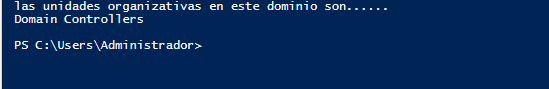 las unidades organizativas en este dominio son......
Domain Controllers
PS C:\Users\Administrador>